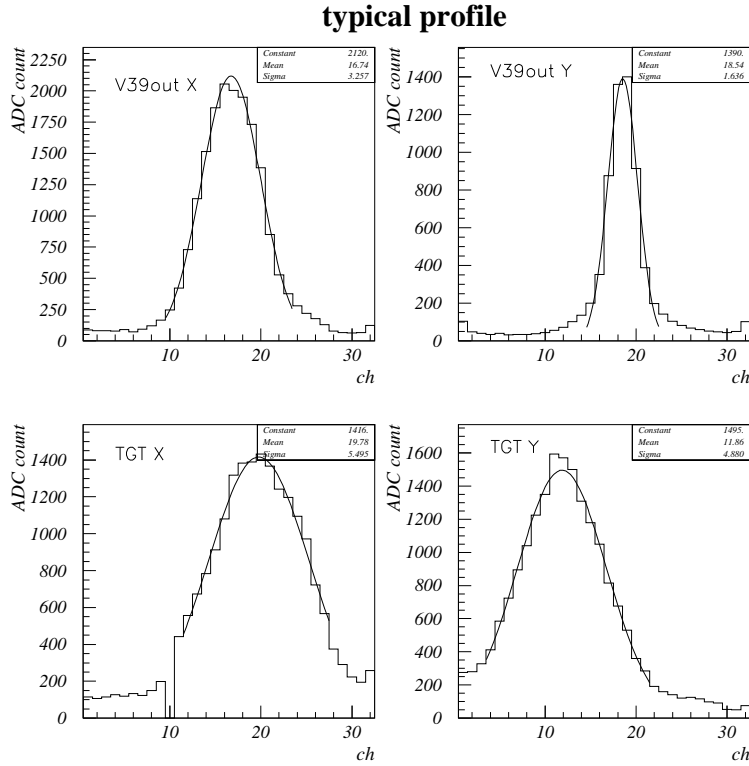 typical profile
V39out X
Constant 2120.
Mean 16.74
Sigma 3.257
ADC count
2250
2000
1750
1500
1250
1000
750
500
250
0
10 20 30
ch
V39out Y
Constant 1390.
Mean 18.54
Sigma 1.636
ADC count
1400
1200
1000
800
600
400
200
0
10 20 30
ch
TGT X
Constant 1416.
Mean 19.78
Sigma 5.495
ADC count
1400
1200
1000
800
600
400
200
0
10 20 30
ch
TGT Y
Constant 1495.
Mean 11.86
Sigma 4.880
ADC count
1600
1400
1200
1000
800
600
400
200
0
10 20 30
ch